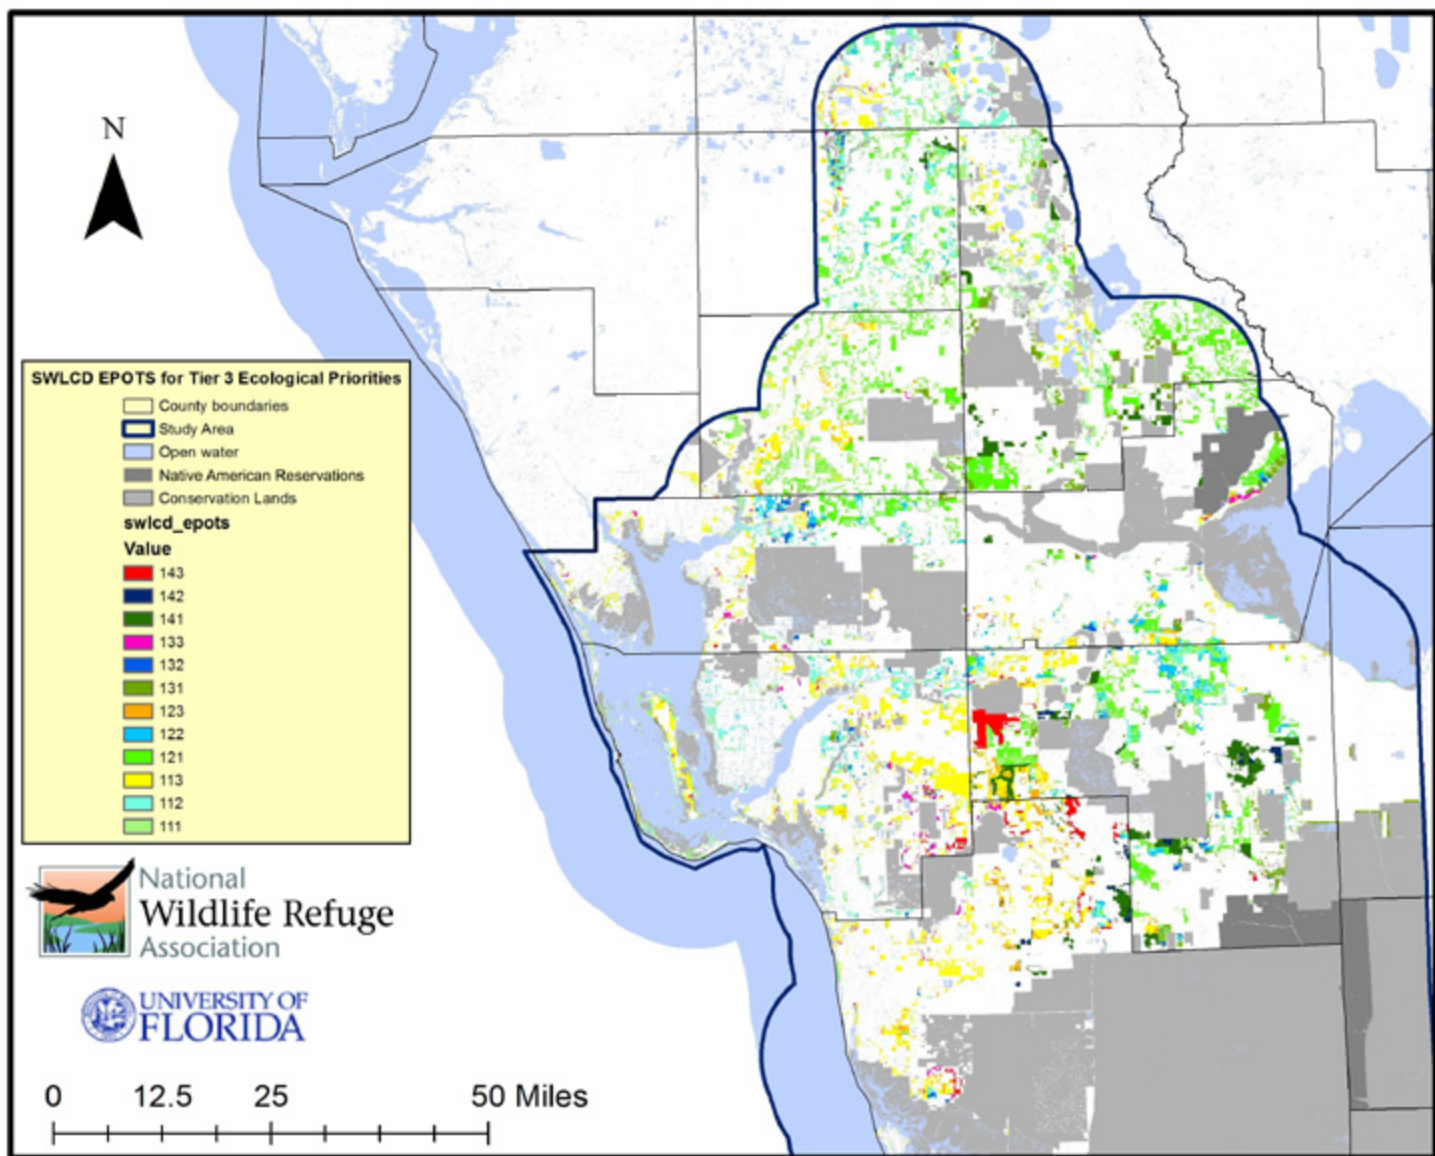 N
SWLCD EPOTS for Tier 3 Ecological Priorities
County boundaries
Study Area
Open water
Native American Reservations
Conservation Lands
swlcd_epots
Value
143
142
141
133
132
131
123
122
121
113
112
111
National
Wildlife Refuge
Association
UNIVERSITY OF
FLORIDA
0 12.5 25 50 Miles